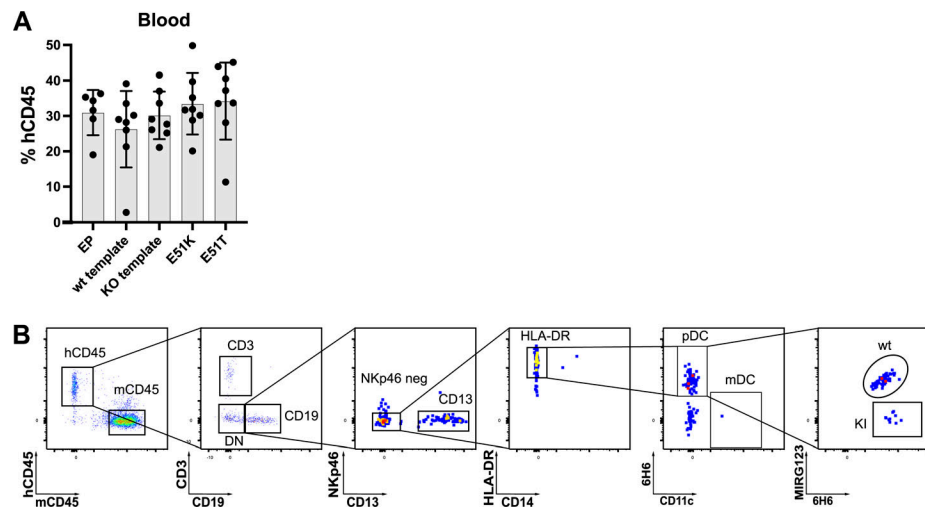 A
Blood
50
40
30
20
10
0
% hCD45
EP
wt template
KO template
E51K
E51T
B
hCD45
mCD45
hCD45
mCD45
CD3
CD19
DN
CD3
CD19
NKp46 neg
CD13
NKp46
CD13
HLA-DR
HLA-DR
CD14
pDC
mDC
6H6
CD11c
wt
KI
MIRG123
6H6